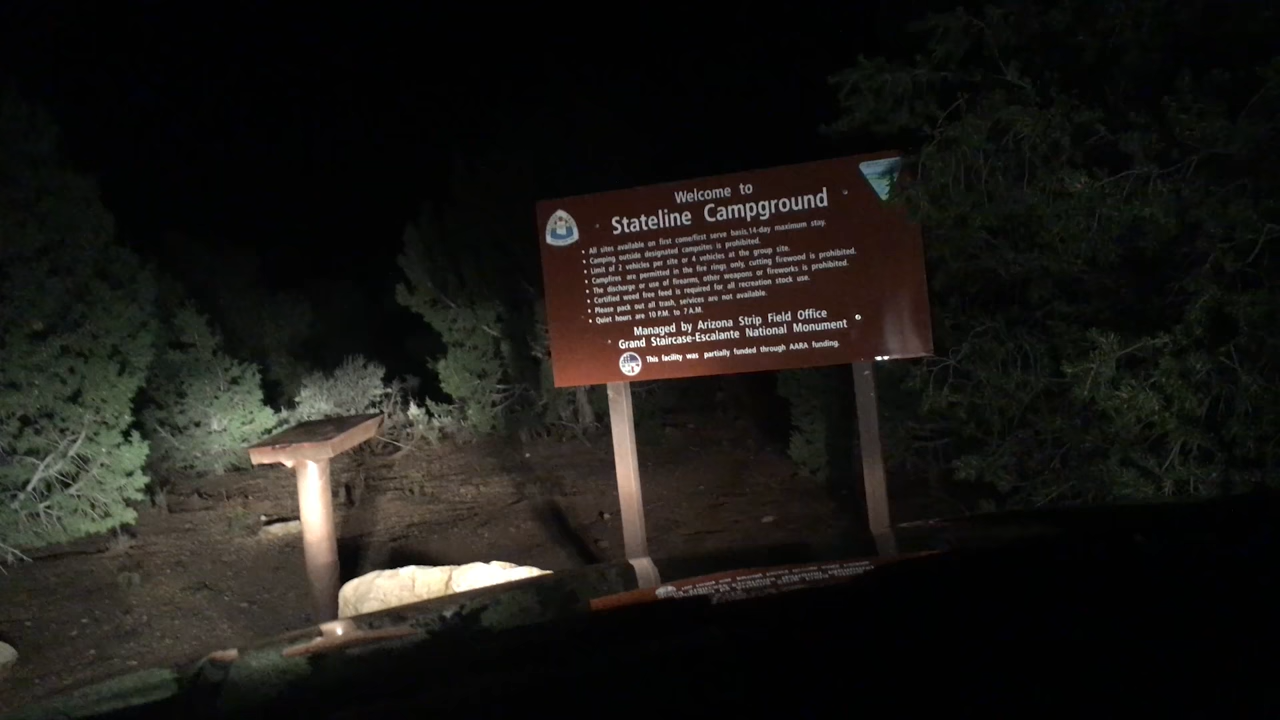 Welcome to
Stateline Campground
• All sites available on first come/first serve basis,14-day maximum stay.
• Camping outside designated campsites is prohibited.
• Limit of 2 vehicles per site or 4 vehicles at the group site.
• Campfires are permitted in the fire rings only, cutting firewood is prohibited.
• The discharge or use of firearms, other weapons or fireworks is prohibited.
• Certified weed free feed is required for all recreation stock use.
• Please pack out all trash, services are not available.
• Quiet hours are 10 P.M. to 7 A.M.
Managed by Arizona Strip Field Office
Grand Staircase-Escalante National Monument
This facility was partially funded through AARA funding.